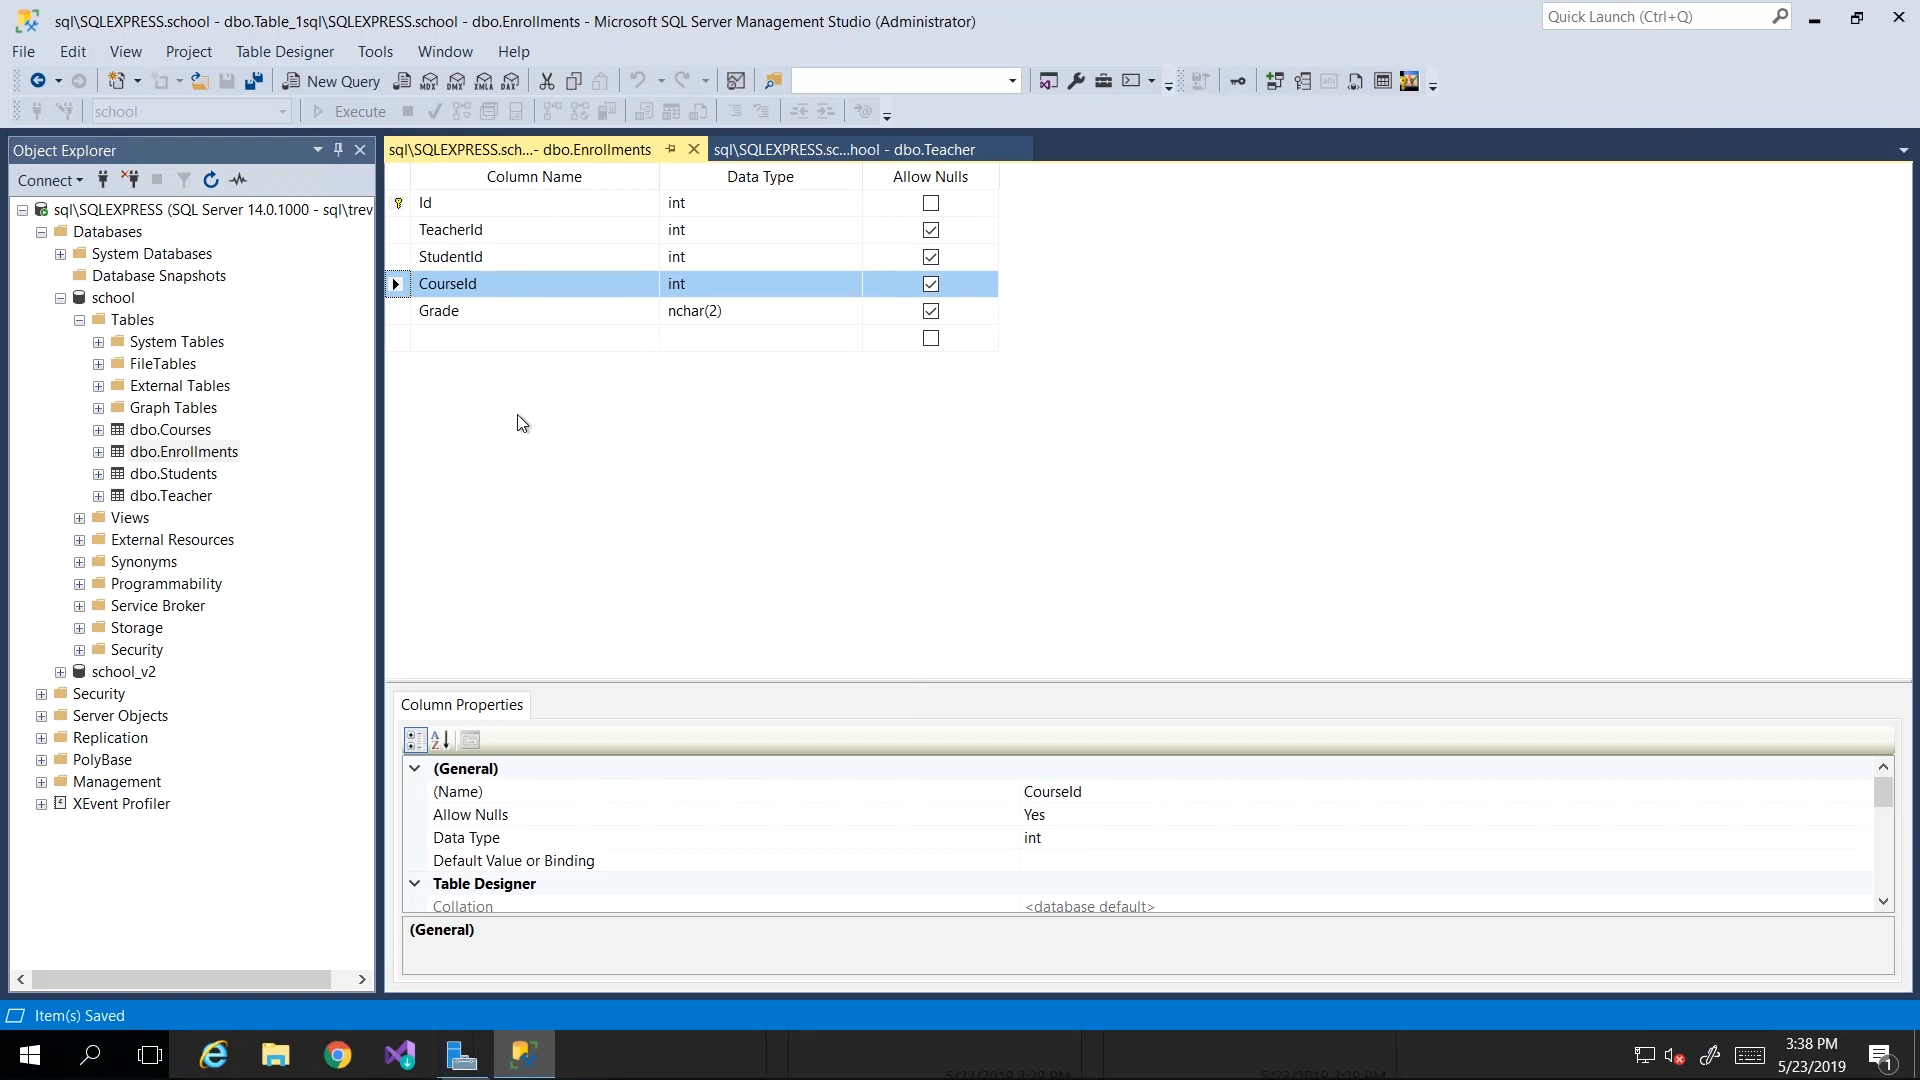 sql\SQLEXPRESS.school - dbo.Table_1sql\SQLEXPRESS.school - dbo.Enrollments - Microsoft SQL Server Management Studio (Administrator)
Quick Launch (Ctrl+Q)
File Edit View Project Table Designer Tools Window Help
New Query MDX DMX XMLA DAX
school Execute
Object Explorer
sql\SQLEXPRESS.sch...- dbo.Enrollments
sql\SQLEXPRESS.sc...hool - dbo.Teacher
Connect
Column Name Data Type Allow Nulls
Id int
TeacherId int
StudentId int
CourseId int
Grade nchar(2)
sql\SQLEXPRESS (SQL Server 14.0.1000 - sql\trev
Databases
System Databases
Database Snapshots
school
Tables
System Tables
FileTables
External Tables
Graph Tables
dbo.Courses
dbo.Enrollments
dbo.Students
dbo.Teacher
Views
External Resources
Synonyms
Programmability
Service Broker
Storage
Security
school_v2
Security
Server Objects
Replication
PolyBase
Management
XEvent Profiler
Column Properties
(General)
(Name) CourseId
Allow Nulls Yes
Data Type int
Default Value or Binding
Table Designer
Collation <database default>
(General)
Item(s) Saved
3:38 PM
5/23/2019
1